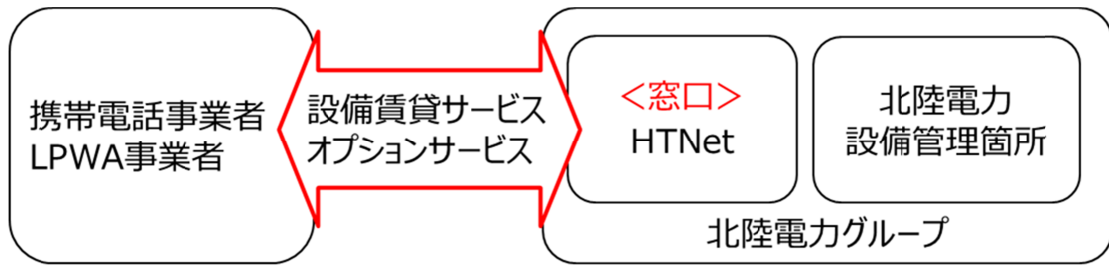 携帯電話事業者
LPWA事業者
設備賃貸サービス
オプションサービス
＜窓口＞
HTNet
北陸電力
設備管理箇所
北陸電力グループ